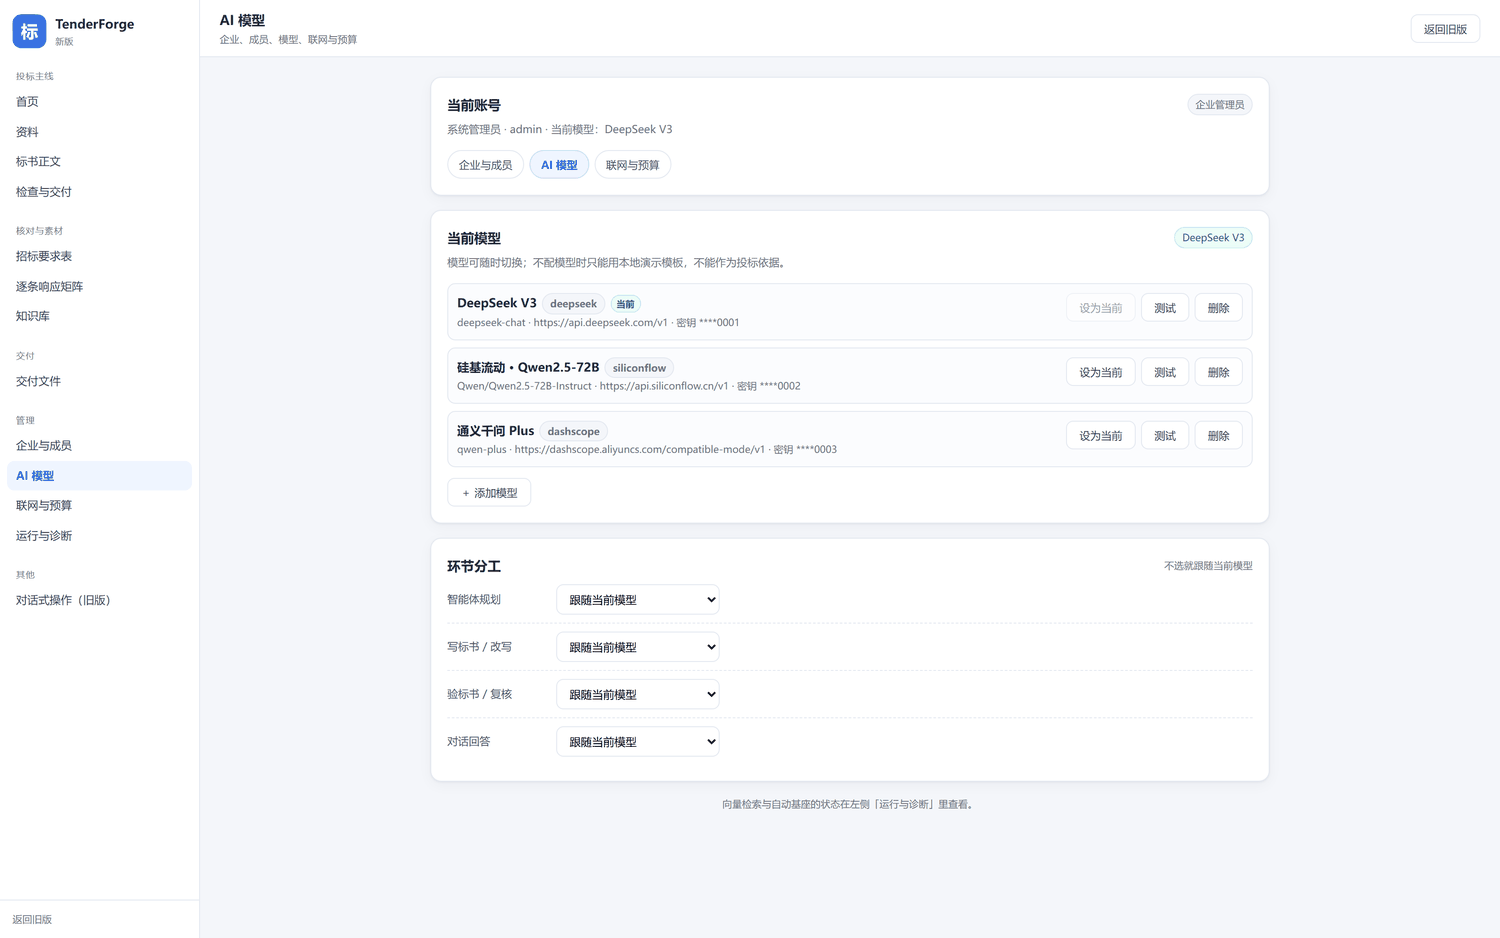 标
TenderForge
新版
投标主线
首页
资料
标书正文
检查与交付
核对与素材
招标要求表
逐条响应矩阵
知识库
交付
交付文件
管理
企业与成员
AI 模型
联网与预算
运行与诊断
其他
对话式操作（旧版）
返回旧版
AI 模型
企业、成员、模型、联网与预算
返回旧版
当前账号
企业管理员
系统管理员 · admin · 当前模型：DeepSeek V3
企业与成员 AI 模型 联网与预算
当前模型
DeepSeek V3
模型可随时切换；不配模型时只能用本地演示模板，不能作为投标依据。
DeepSeek V3 deepseek 当前
deepseek-chat · https://api.deepseek.com/v1 · 密钥 ****0001
设为当前 测试 删除
硅基流动 · Qwen2.5-72B siliconflow
Qwen/Qwen2.5-72B-Instruct · https://api.siliconflow.cn/v1 · 密钥 ****0002
设为当前 测试 删除
通义千问 Plus dashscope
qwen-plus · https://dashscope.aliyuncs.com/compatible-mode/v1 · 密钥 ****0003
设为当前 测试 删除
+ 添加模型
环节分工
不选就跟随当前模型
智能体规划 跟随当前模型
写标书 / 改写 跟随当前模型
验标书 / 复核 跟随当前模型
对话回答 跟随当前模型
向量检索与自动基座的状态在左侧「运行与诊断」里查看。